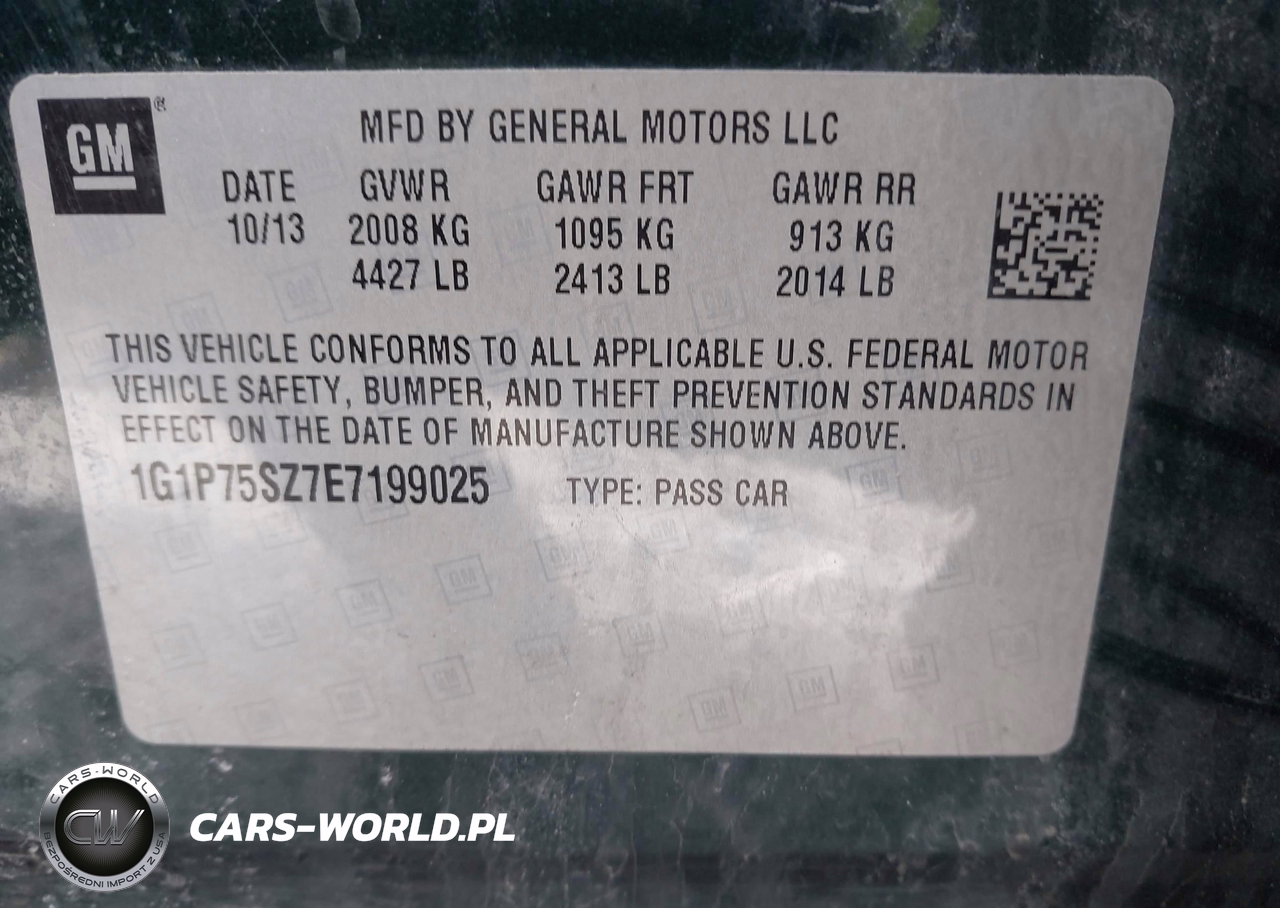 GM ®
MFD BY GENERAL MOTORS LLC
DATE GVWR GAWR FRT GAWR RR
10/13 2008 KG 1095 KG 913 KG
4427 LB 2413 LB 2014 LB
THIS VEHICLE CONFORMS TO ALL APPLICABLE U.S. FEDERAL MOTOR
VEHICLE SAFETY, BUMPER, AND THEFT PREVENTION STANDARDS IN
EFFECT ON THE DATE OF MANUFACTURE SHOWN ABOVE.
1G1P75SZ7E7199025 TYPE: PASS CAR
CARS-WORLD
CW
BEZPOŚREDNI IMPORT Z USA
CARS-WORLD.PL